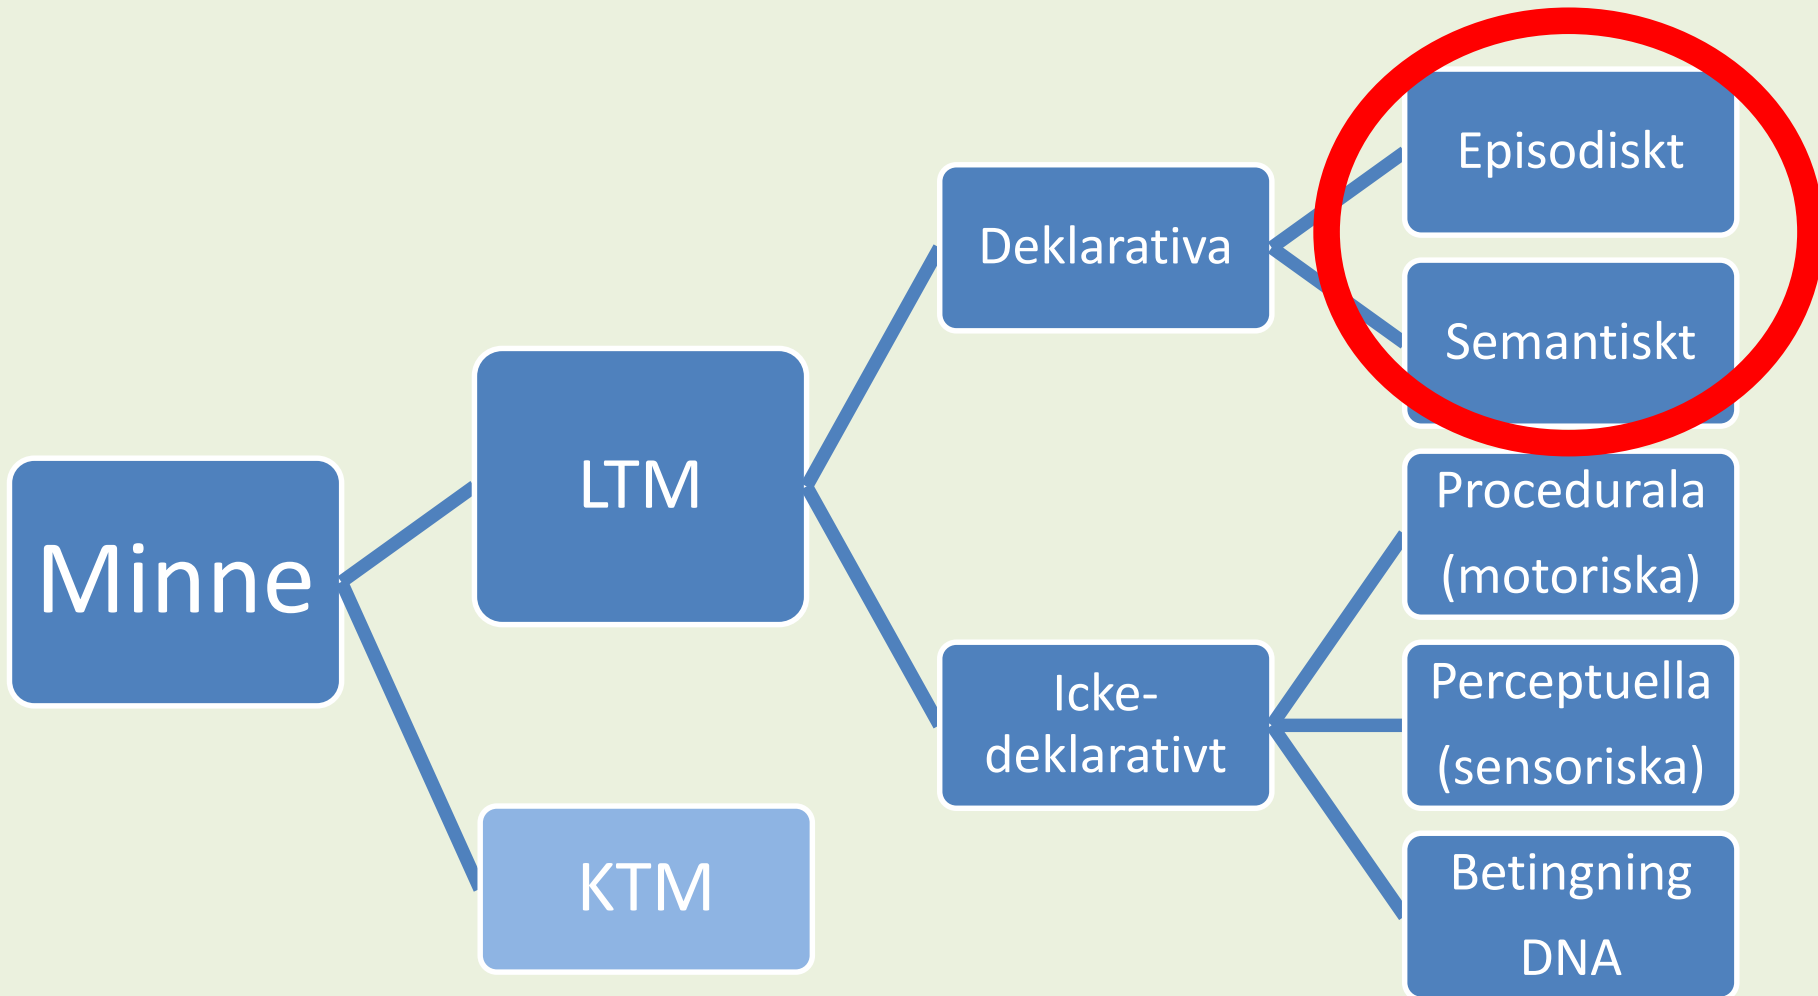 Minne
LTM
KTM
Deklarativa
Icke-
deklarativt
Episodiskt
Semantiskt
Procedurala
(motoriska)
Perceptuella
(sensoriska)
Betingning
DNA